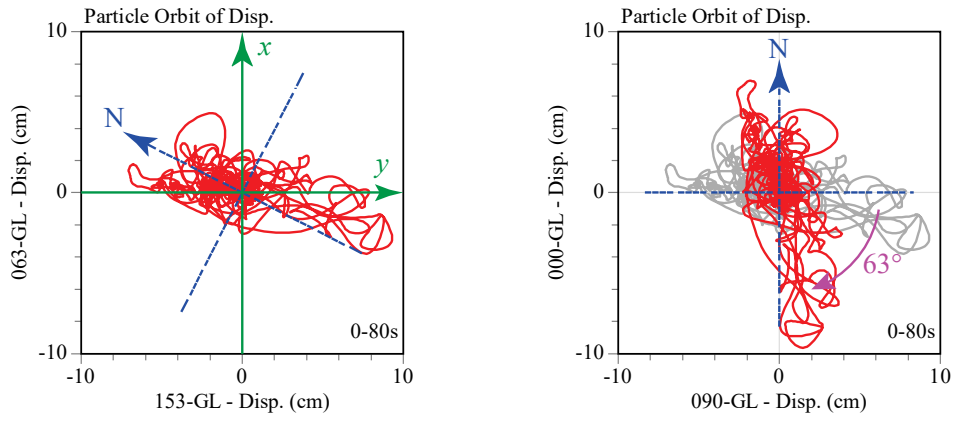 Particle Orbit of Disp.
10
0
-10
063-GL - Disp. (cm)
N
x
y
0-80s
-10
0
10
153-GL - Disp. (cm)
Particle Orbit of Disp.
10
0
-10
000-GL - Disp. (cm)
N
63°
0-80s
-10
0
10
090-GL - Disp. (cm)